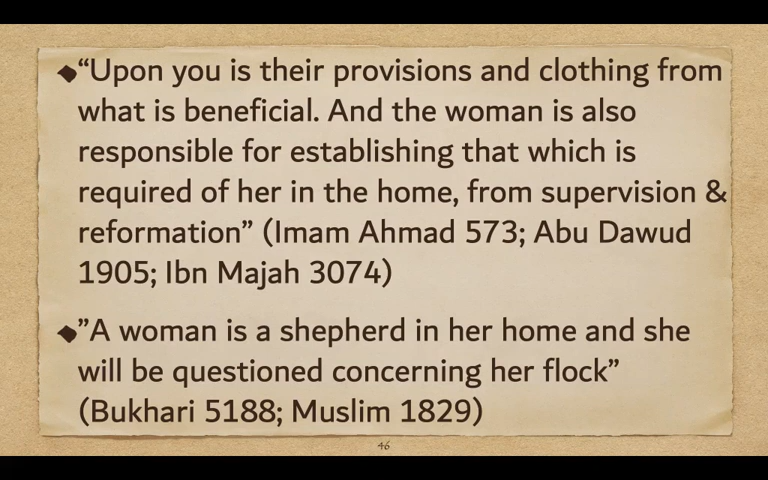 “Upon you is their provisions and clothing from
what is beneficial. And the woman is also
responsible for establishing that which is
required of her in the home, from supervision &
reformation” (Imam Ahmad 573; Abu Dawud
1905; Ibn Majah 3074)
”A woman is a shepherd in her home and she
will be questioned concerning her flock”
(Bukhari 5188; Muslim 1829)
46